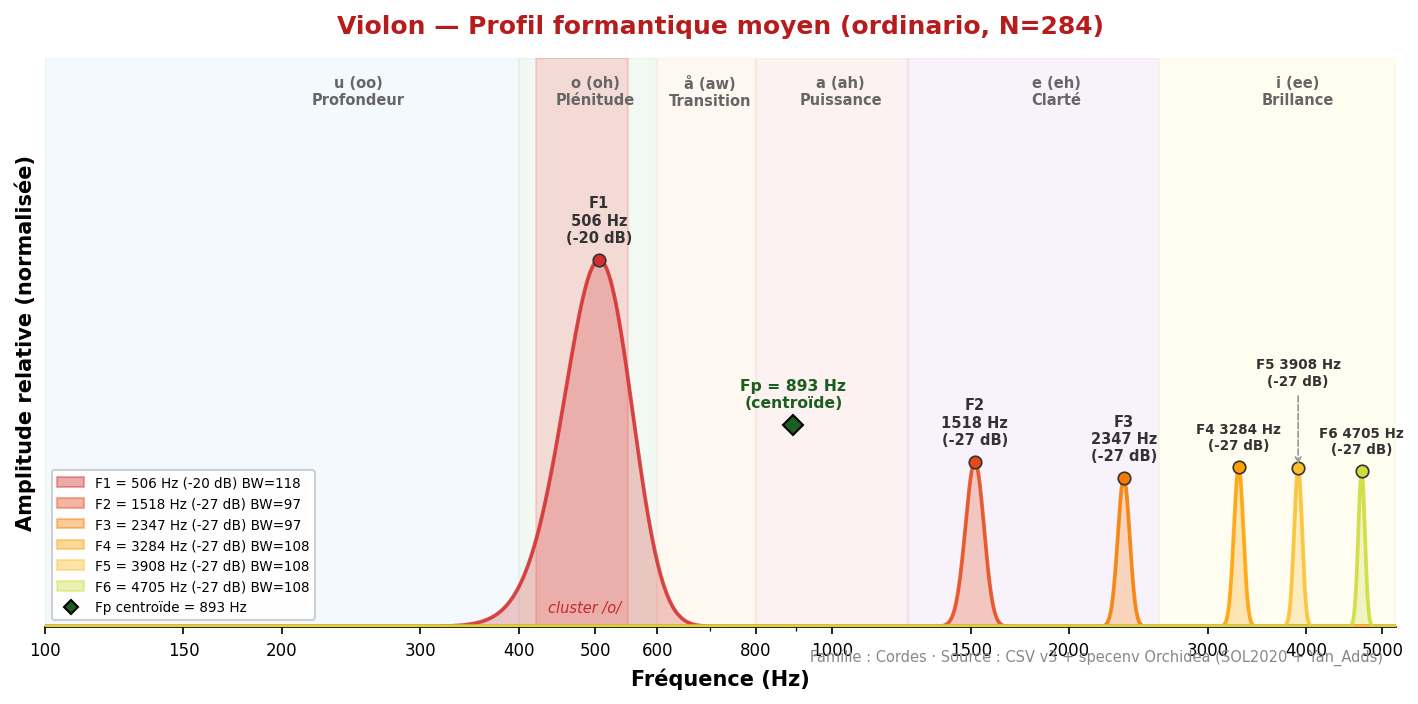 Violon — Profil formantique moyen (ordinario, N=284)
u (oo)
Profondeur
o (oh)
Plénitude
å (aw)
Transition
a (ah)
Puissance
e (eh)
Clarté
i (ee)
Brillance
F1
506 Hz
(-20 dB)
Fp = 893 Hz
(centroïde)
F2
1518 Hz
(-27 dB)
F3
2347 Hz
(-27 dB)
F4 3284 Hz
(-27 dB)
F5 3908 Hz
(-27 dB)
F6 4705 Hz
(-27 dB)
cluster /o/
F1 = 506 Hz (-20 dB) BW=118
F2 = 1518 Hz (-27 dB) BW=97
F3 = 2347 Hz (-27 dB) BW=97
F4 = 3284 Hz (-27 dB) BW=108
F5 = 3908 Hz (-27 dB) BW=108
F6 = 4705 Hz (-27 dB) BW=108
Fp centroïde = 893 Hz
Amplitude relative (normalisée)
100 150 200 300 400 500 600 800 1000 1500 2000 3000 4000 5000
Famille : Cordes · Source : CSV v3 + specenv Orchidea (SOL2020 + Yan_Adds)
Fréquence (Hz)